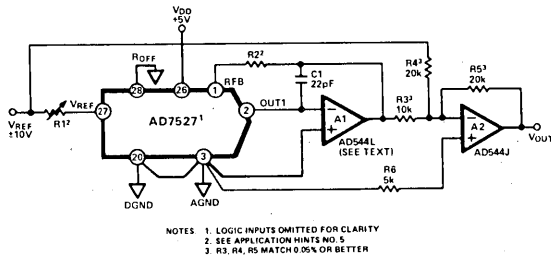 VDD
+5V
R2²
R4³
20k
R5³
20k
ROFF
C1
22pF
28
26
1
RFB
27
VREF
R1²
VREF
±10V
AD7527¹
2
OUT1
−
A1
+
R3³
10k
−
A2
+
VOUT
AD544L
(SEE TEXT)
AD544J
20
3
R6
5k
DGND
AGND
NOTES 1. LOGIC INPUTS OMITTED FOR CLARITY
2. SEE APPLICATION HINTS NO. 5
3. R3, R4, R5 MATCH 0.05% OR BETTER